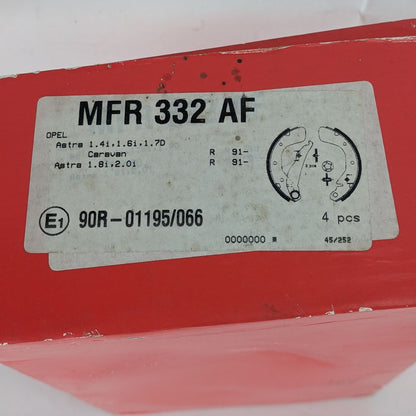 MFR 332 AF
OPEL
Astra 1.4i,1.6i,1.7D
Caravan R 91-
Astra 1.8i,2.0i R 91-
E1 90R-01195/066
4 pcs
0000000 M 45/252